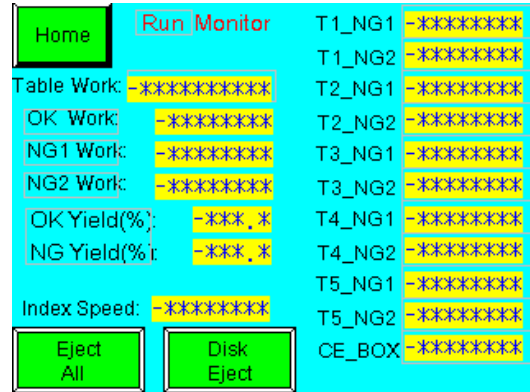 Home
Run Monitor
Table Work: -**********
OK Work: -********
NG1 Work: -********
NG2 Work: -********
OK Yield(%): -***.*
NG Yield(%): -***.*
Index Speed: -********
Eject
All
Disk
Eject
T1_NG1 -********
T1_NG2 -********
T2_NG1 -********
T2_NG2 -********
T3_NG1 -********
T3_NG2 -********
T4_NG1 -********
T4_NG2 -********
T5_NG1 -********
T5_NG2 -********
CE_BOX -********